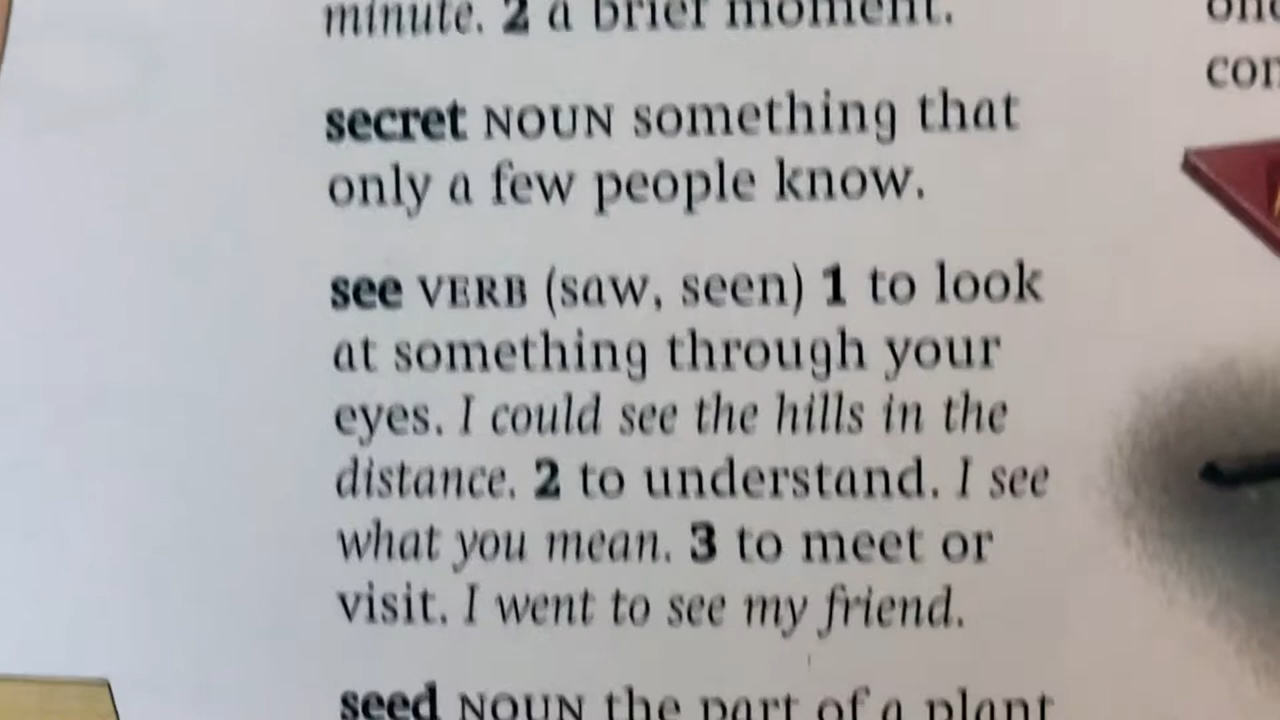 minute. 2 a brief moment.
secret NOUN something that
only a few people know.
see VERB (saw, seen) 1 to look
at something through your
eyes. I could see the hills in the
distance. 2 to understand. I see
what you mean. 3 to meet or
visit. I went to see my friend.
seed NOUN the part of a plant